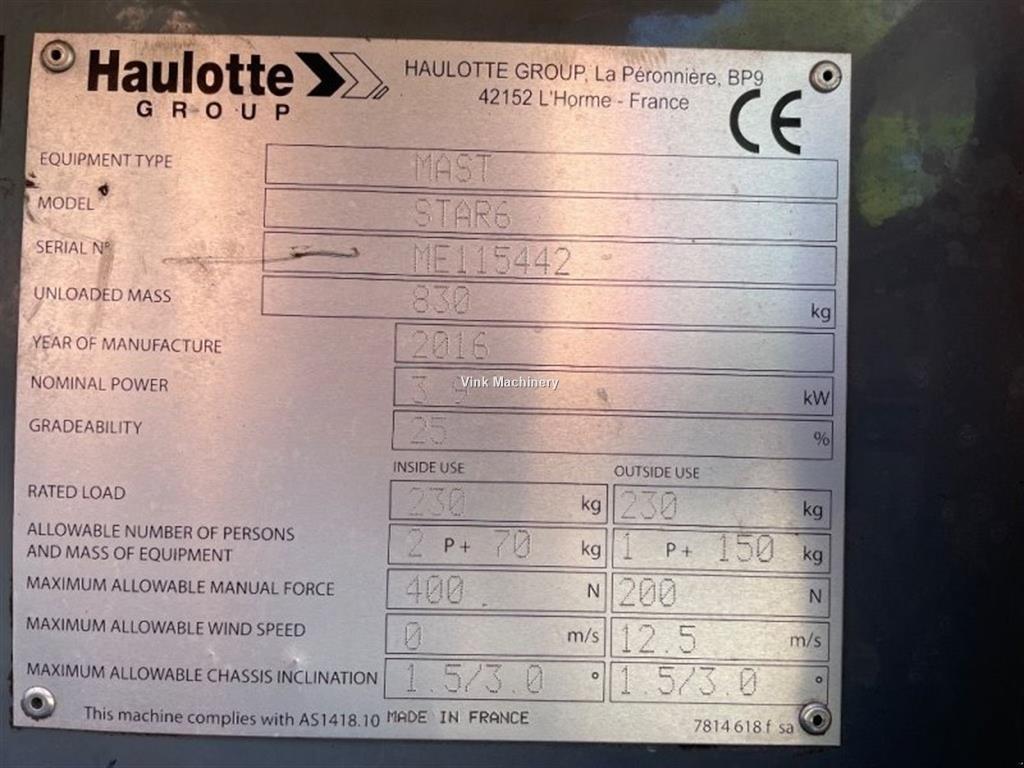 Haulotte
GROUP
HAULOTTE GROUP, La Péronnière, BP9
42152 L'Horme - France
CE
EQUIPMENT TYPE MAST
MODEL STAR6
SERIAL N° ME115442
UNLOADED MASS 830 kg
YEAR OF MANUFACTURE 2016
NOMINAL POWER kW
Vink Machinery
GRADEABILITY 25 %
INSIDE USE OUTSIDE USE
RATED LOAD 230 kg 230 kg
ALLOWABLE NUMBER OF PERSONS
AND MASS OF EQUIPMENT 2 P+ 70 kg 1 P+ 150 kg
MAXIMUM ALLOWABLE MANUAL FORCE 400 N 200 N
MAXIMUM ALLOWABLE WIND SPEED 0 m/s 12.5 m/s
MAXIMUM ALLOWABLE CHASSIS INCLINATION 1.5/3.0 ° 1.5/3.0 °
This machine complies with AS1418.10 MADE IN FRANCE 7814 618 f sa